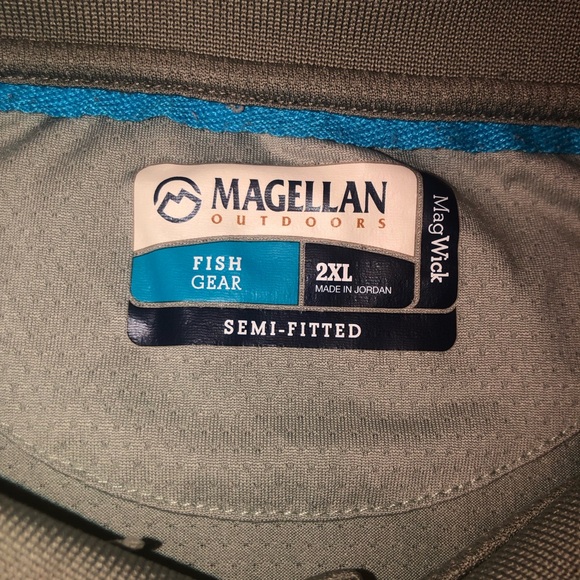 MAGELLAN
OUTDOORS
FISH
GEAR
2XL
MADE IN JORDAN
MagWick
SEMI-FITTED